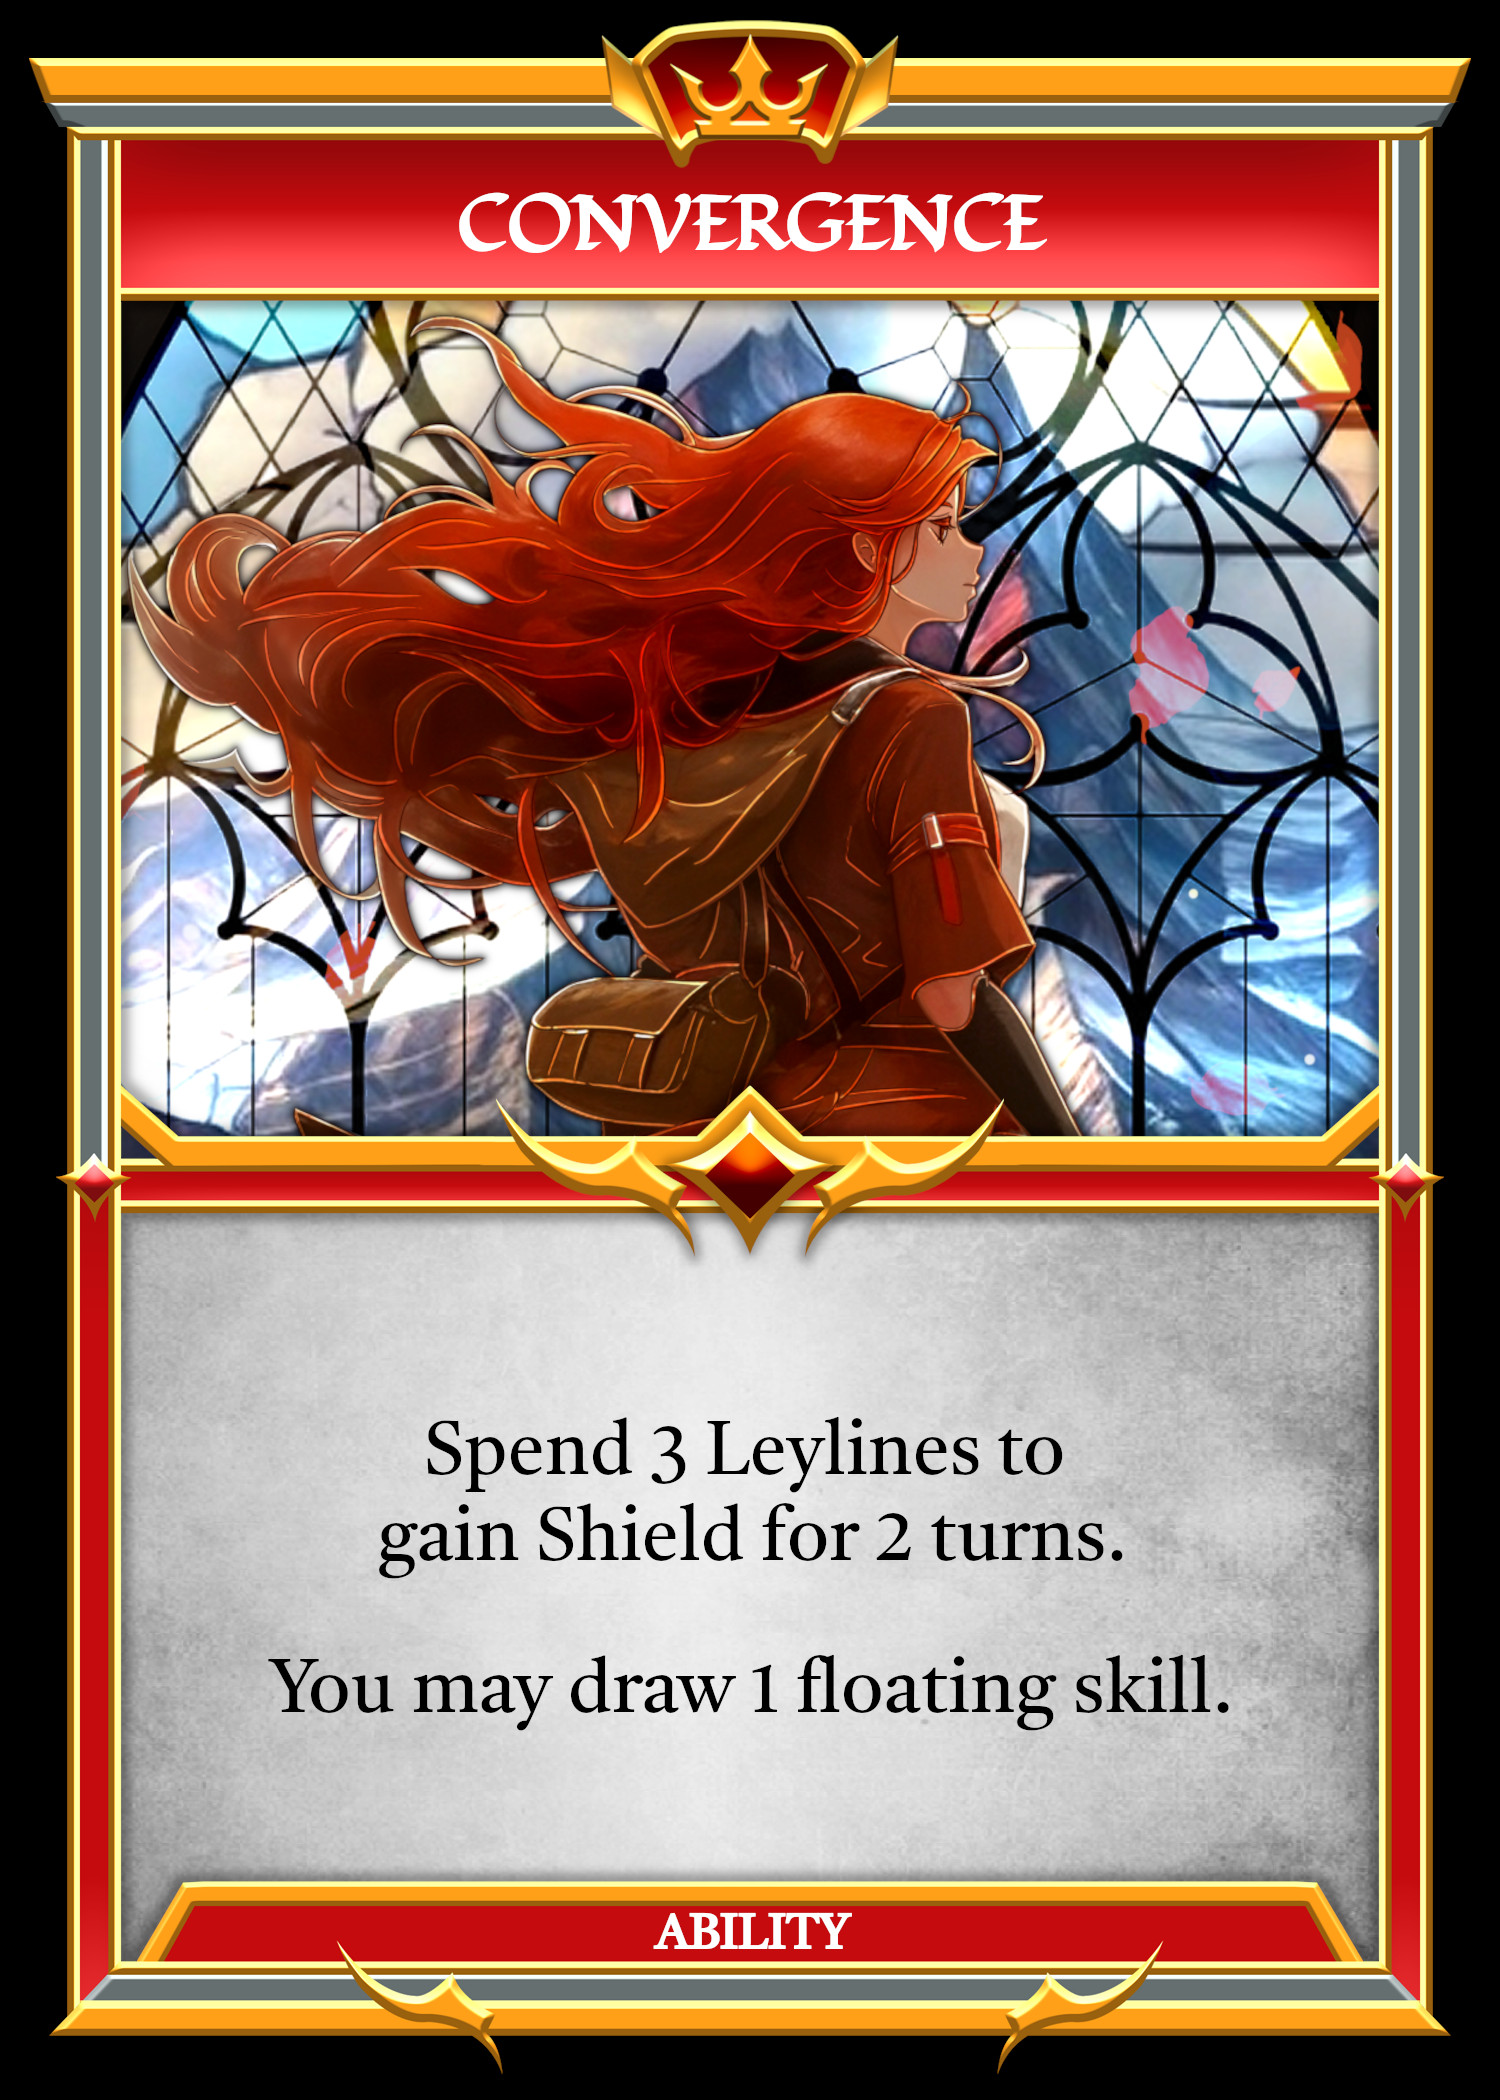 CONVERGENCE
Spend 3 Leylines to
gain Shield for 2 turns.
You may draw 1 floating skill.
ABILITY